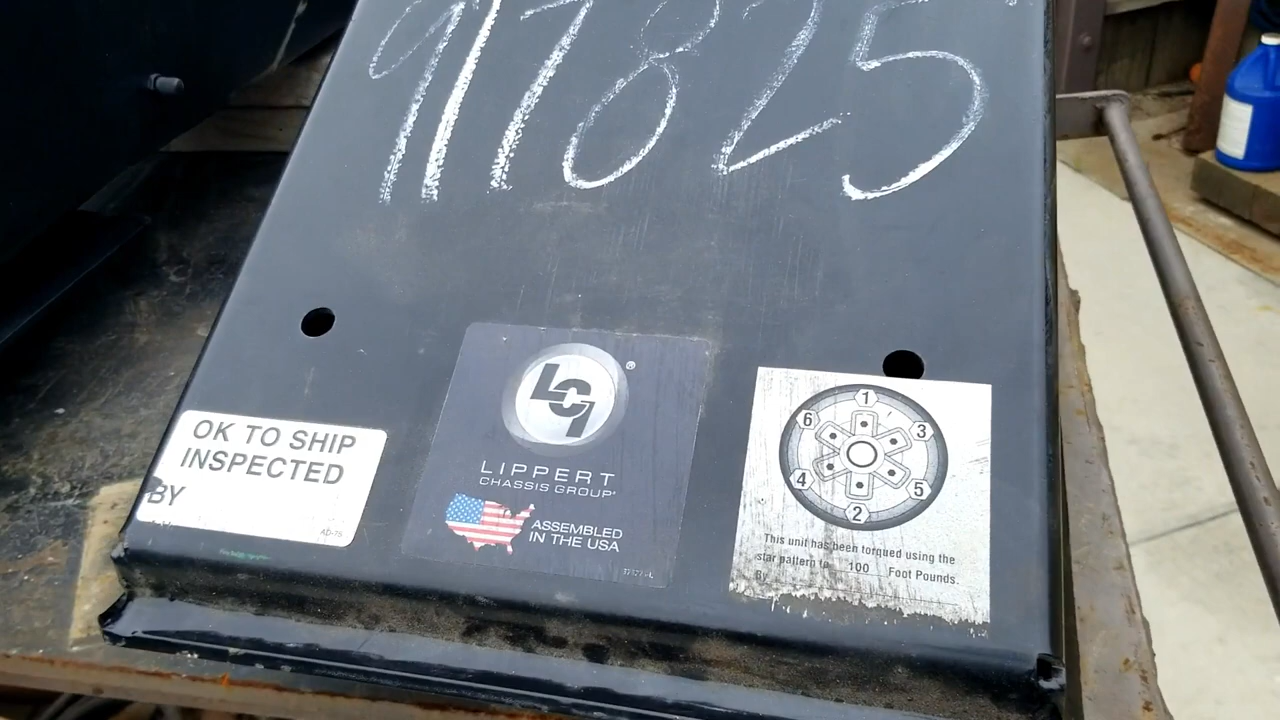 917825
OK TO SHIP
INSPECTED
BY
AD-75
LCI
®
LIPPERT
CHASSIS GROUP
ASSEMBLED
IN THE USA
1
6
3
4
5
2
This unit has been torqued using the
star pattern to 100 Foot Pounds.
By